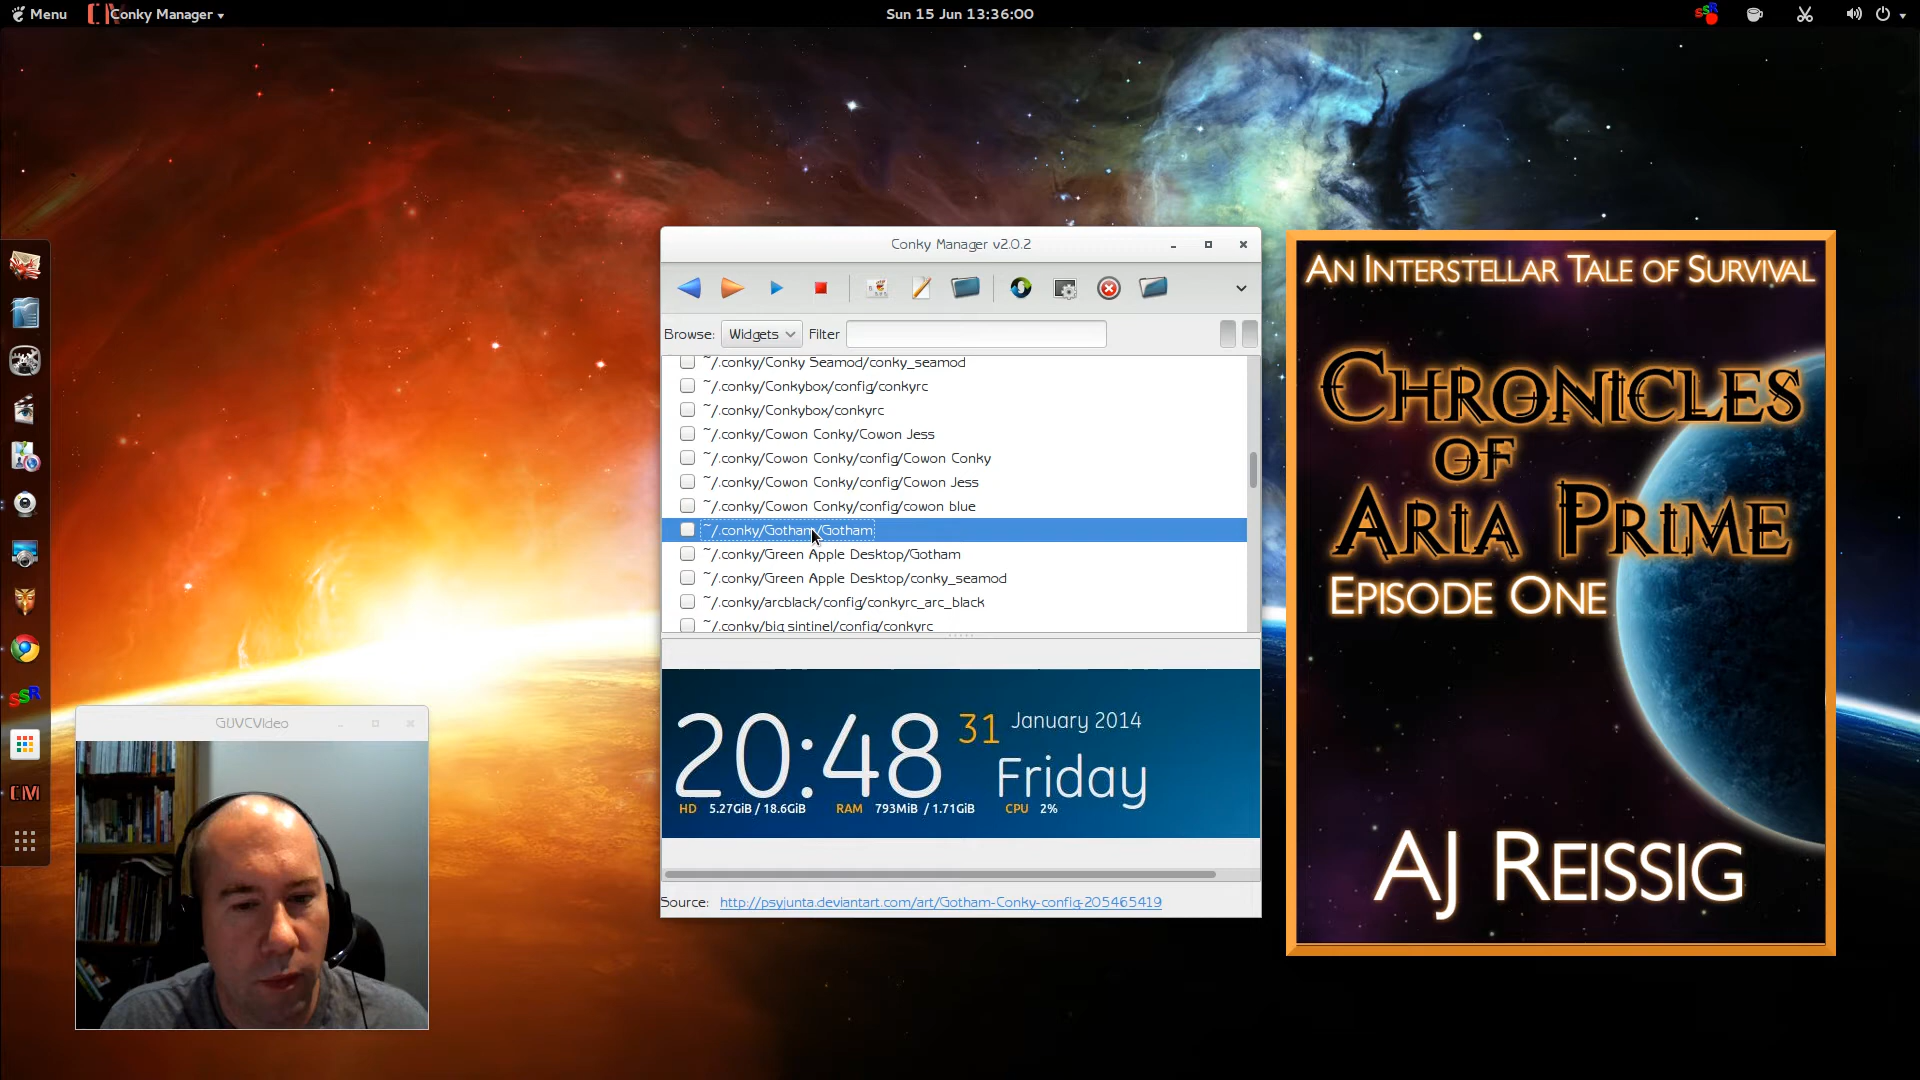 Menu
Conky Manager
Sun 15 Jun 13:36:00
SSR
Conky Manager v2.0.2
Browse: Widgets Filter
~/.conky/Conky Seamod/conky_seamod
~/.conky/Conkybox/config/conkyrc
~/.conky/Conkybox/conkyrc
~/.conky/Cowon Conky/Cowon Jess
~/.conky/Cowon Conky/config/Cowon Conky
~/.conky/Cowon Conky/config/Cowon Jess
~/.conky/Cowon Conky/config/cowon blue
~/.conky/Gotham/Gotham
~/.conky/Green Apple Desktop/Gotham
~/.conky/Green Apple Desktop/conky_seamod
~/.conky/arcblack/config/conkyrc_arc_black
~/.conky/big sintinel/config/conkyrc
20:48 31 January 2014
Friday
HD 5.27GiB / 18.6GiB RAM 793MiB / 1.71GiB CPU 2%
Source: http://psyjunta.deviantart.com/art/Gotham-Conky-config-205465419
SSR
CM
GUVCVideo
An Interstellar Tale of Survival
Chronicles
of
Aria Prime
Episode One
AJ Reissig